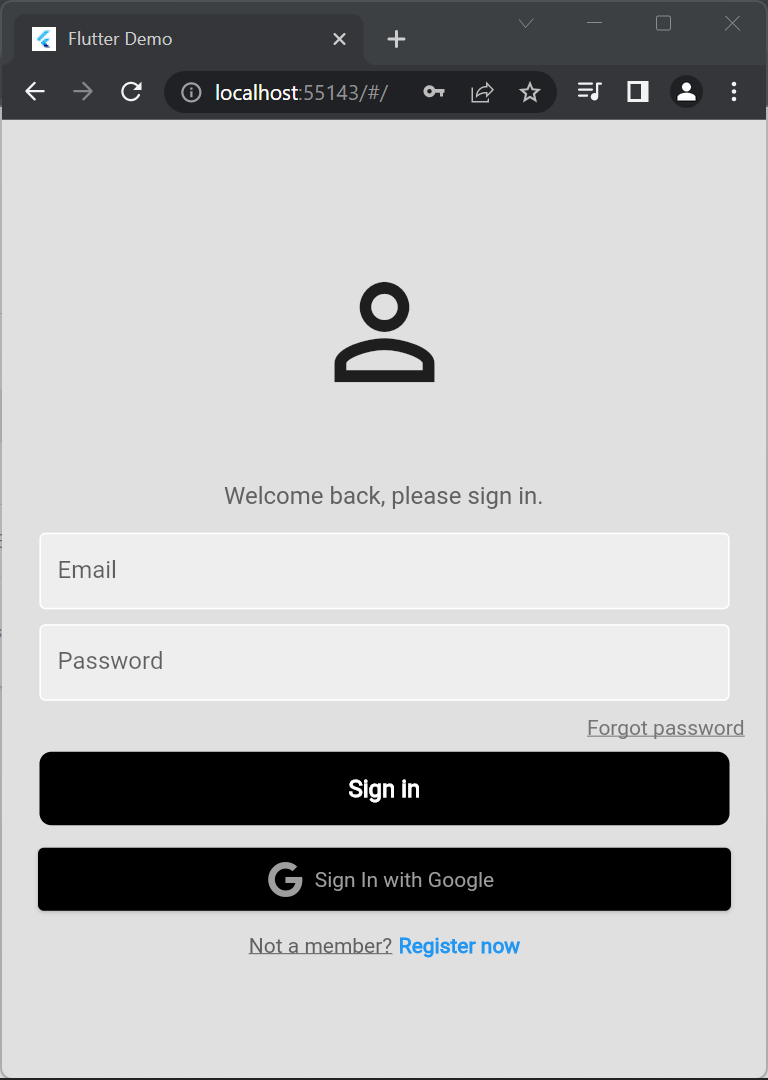 Flutter Demo
localhost:55143/#/
Welcome back, please sign in.
Email
Password
Forgot password
Sign in
Sign In with Google
Not a member? Register now